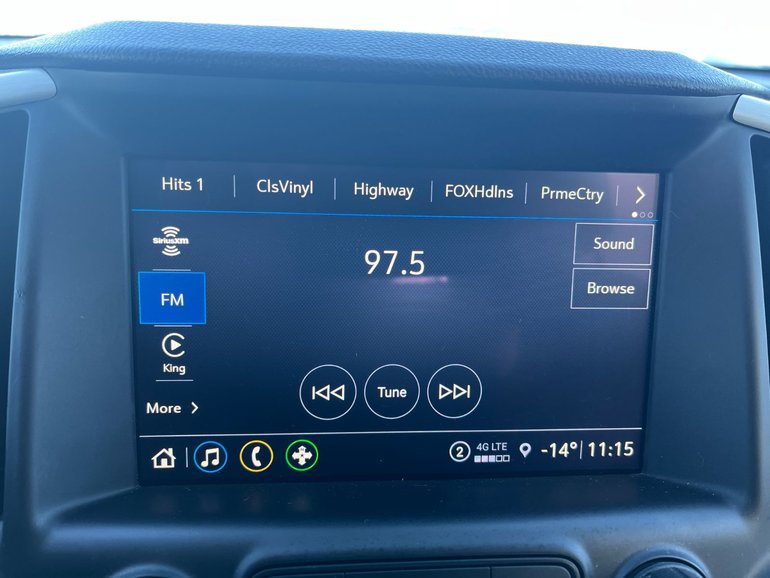 Hits 1 ClsVinyl Highway FOXHdlns PrmeCtry
SiriusXM
Sound
97.5
FM
Browse
King
Tune
More
2 4G LTE -14° 11:15